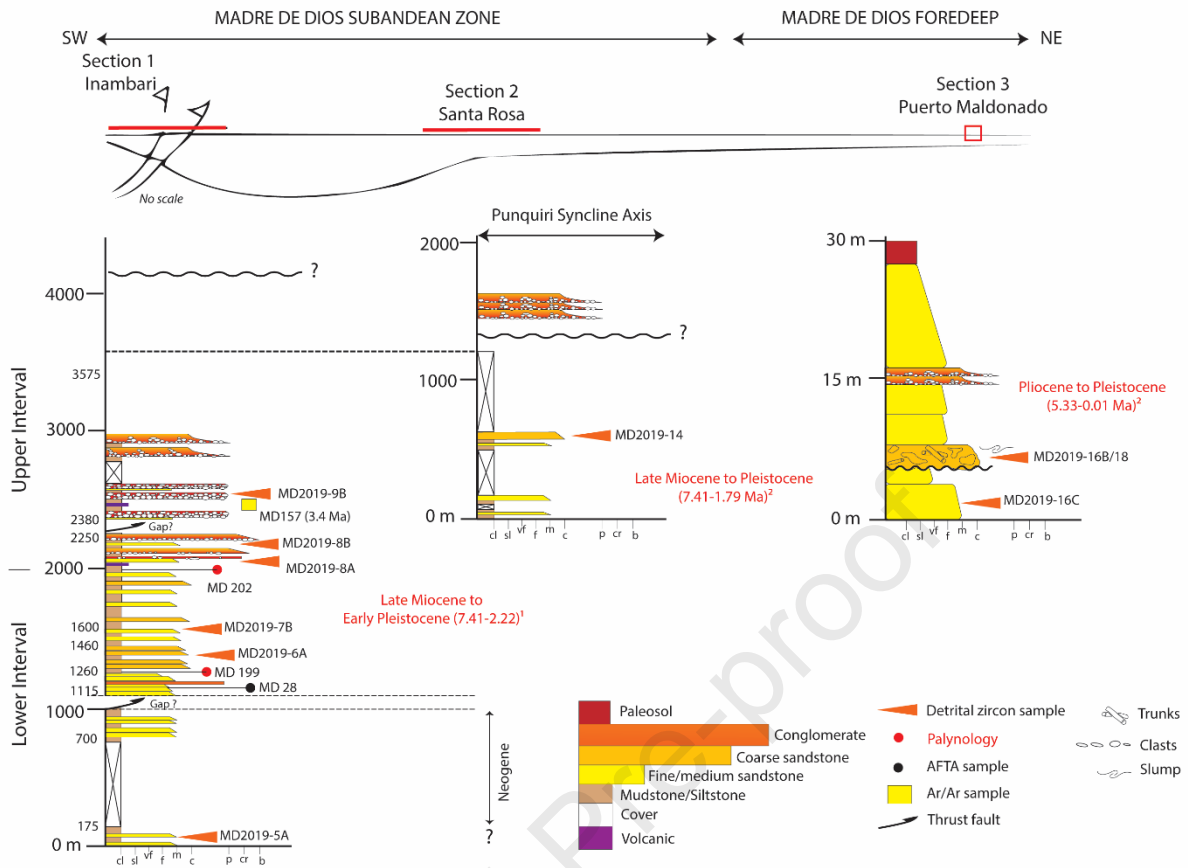 MADRE DE DIOS SUBANDEAN ZONE
MADRE DE DIOS FOREDEEP
SW
NE
Section 1
Inambari
Section 2
Santa Rosa
Section 3
Puerto Maldonado
No scale
Punquiri Syncline Axis
Upper Interval
Lower Interval
?
4000
3575
3000
2380
2250
2000
1600
1460
1260
1115
1000
700
175
0 m
Gap?
Gap ?
MD2019-9B
MD157 (3.4 Ma)
MD2019-8B
MD2019-8A
MD 202
MD2019-7B
MD2019-6A
MD 199
MD 28
MD2019-5A
Late Miocene to
Early Pleistocene (7.41-2.22)¹
Neogene
?
cl sl vf f m c p cr b
2000
1000
0 m
?
MD2019-14
Late Miocene to Pleistocene
(7.41-1.79 Ma)²
cl sl vf f m c p cr b
30 m
15 m
0 m
Pliocene to Pleistocene
(5.33-0.01 Ma)²
MD2019-16B/18
MD2019-16C
cl sl vf f m c p cr b
Paleosol
Conglomerate
Coarse sandstone
Fine/medium sandstone
Mudstone/Siltstone
Cover
Volcanic
Detrital zircon sample
Palynology
AFTA sample
Ar/Ar sample
Thrust fault
Trunks
Clasts
Slump
Pre-proof